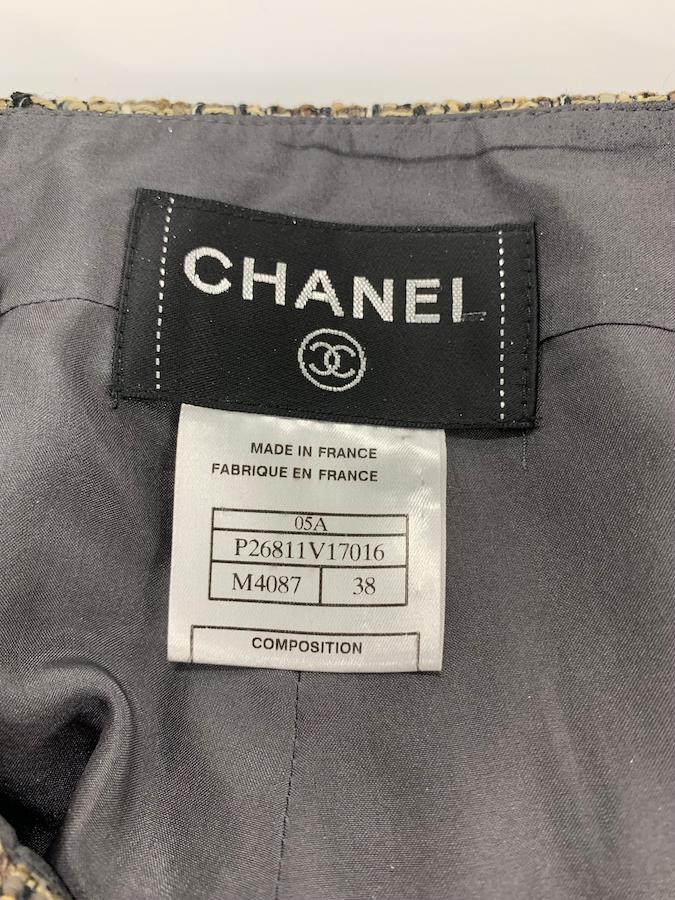 CHANEL
MADE IN FRANCE
FABRIQUE EN FRANCE
05A
P26811V17016
M4087 38
COMPOSITION